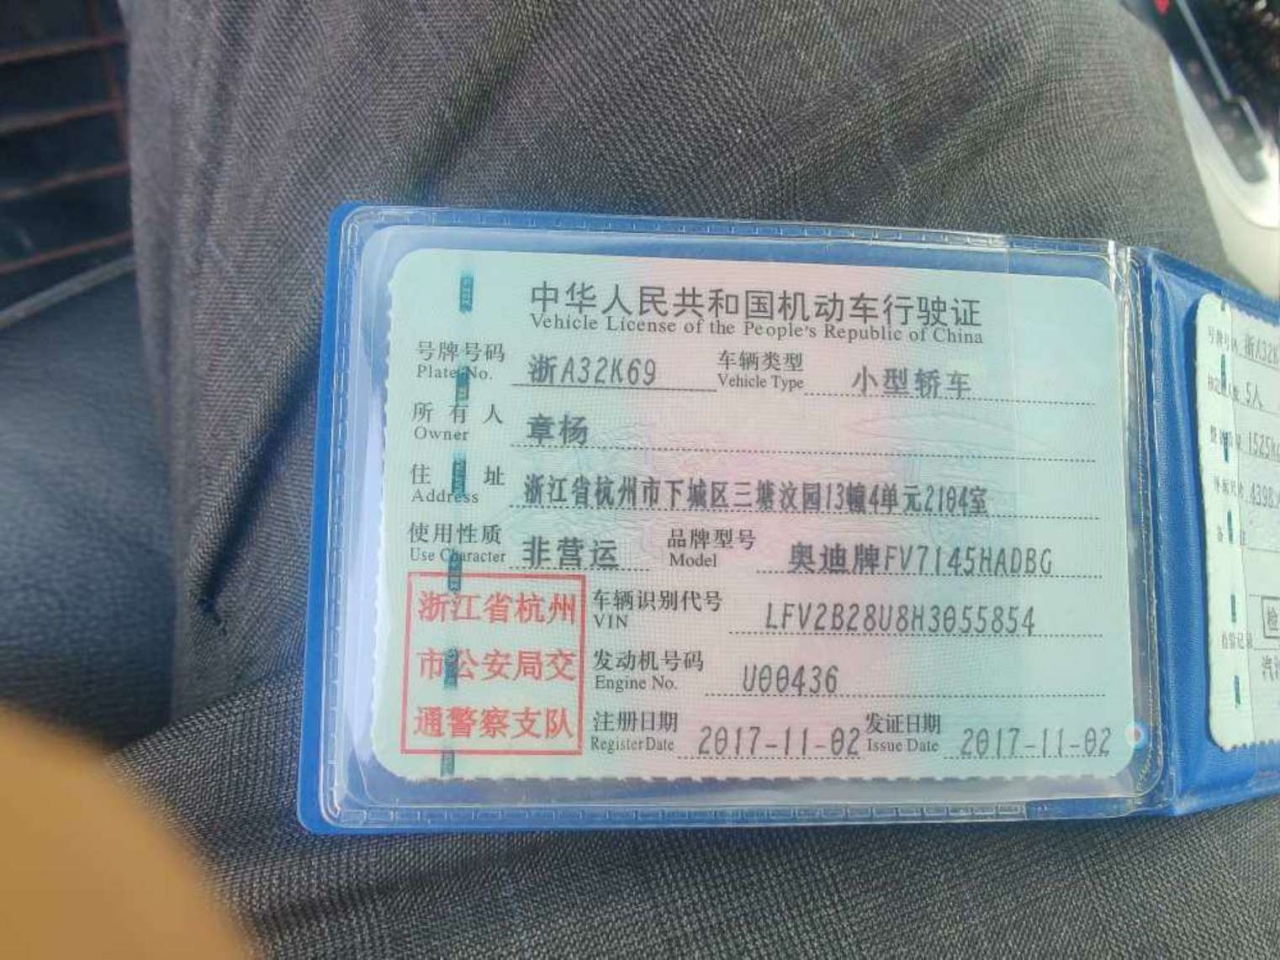 中华人民共和国机动车行驶证
Vehicle License of the People's Republic of China
号牌号码 浙A32K69 车辆类型 小型轿车
Plate No. Vehicle Type
所有人 章杨
Owner
住址 浙江省杭州市下城区三塘汶园13幢4单元2104室
Address
使用性质 非营运 品牌型号 奥迪牌FV7145HADBG
Use Character Model
浙江省杭州
市公安局交
通警察支队
车辆识别代号 LFV2B28U8H3055854
VIN
发动机号码 U00436
Engine No.
注册日期 2017-11-02 发证日期 2017-11-02
Register Date Issue Date
浙A32K
5人